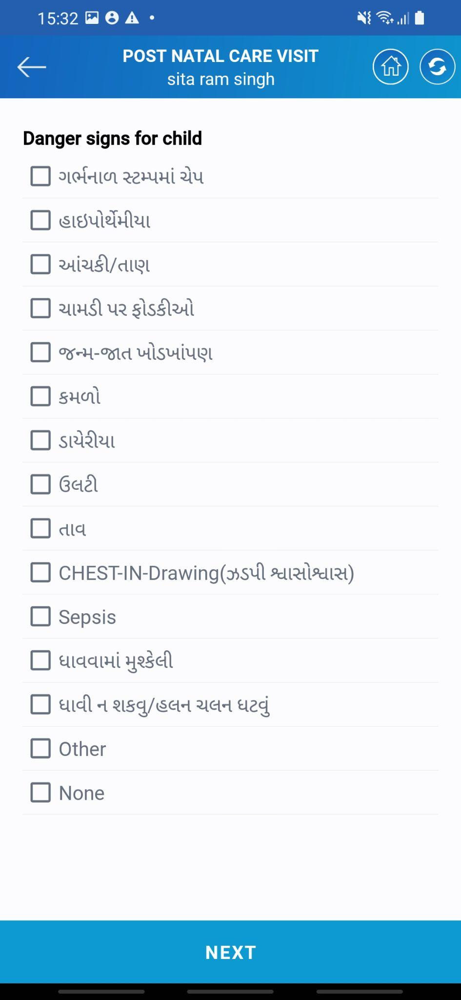 15:32
POST NATAL CARE VISIT
sita ram singh
Danger signs for child
ગર્ભનાળ સ્ટમ્પમાં ચેપ
હાઇપોર્થેમીયા
આંચકી/તાણ
ચામડી પર ફોડકીઓ
જન્મ-જાત ખોડખાંપણ
કમળો
ડાયેરીયા
ઉલટી
તાવ
CHEST-IN-Drawing(ઝડપી શ્વાસોશ્વાસ)
Sepsis
ધાવવામાં મુશ્કેલી
ધાવી ન શકવુ/હલન ચલન ઘટવું
Other
None
NEXT